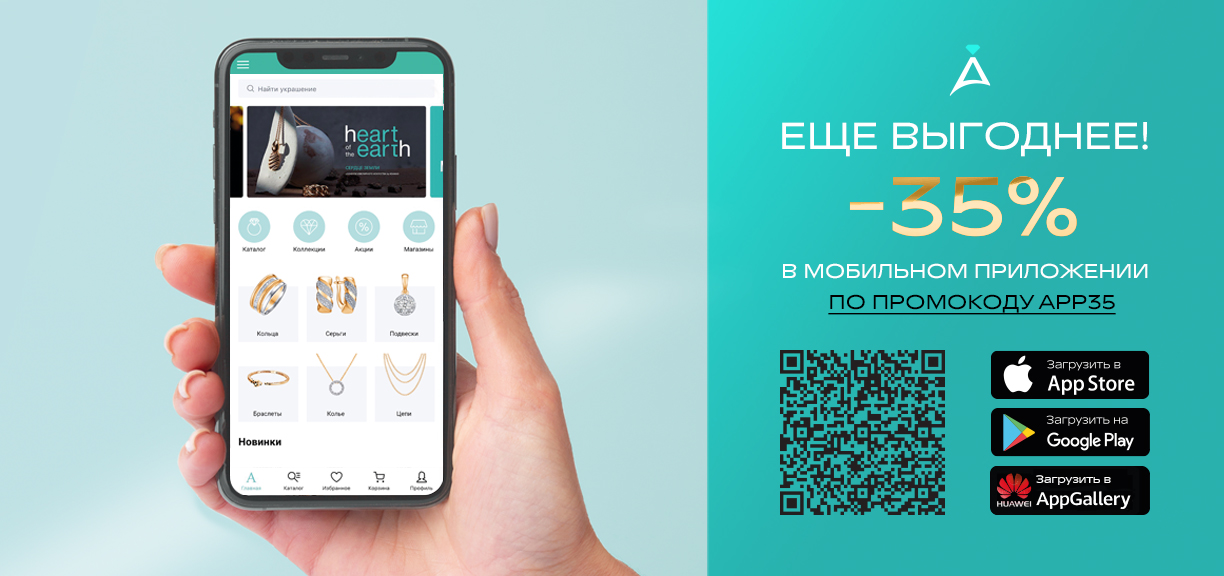 Найти украшение
heart
of
the earth
СЕРДЦЕ ЗЕМЛИ
Каталог
Коллекции
Акции
Магазины
Кольца
Серьги
Подвески
Браслеты
Колье
Цепи
Новинки
Главная
Каталог
Избранное
Корзина
Профиль
ЕЩЕ ВЫГОДНЕЕ!
-35%
В МОБИЛЬНОМ ПРИЛОЖЕНИИ
ПО ПРОМОКОДУ APP35
Загрузить в
App Store
Загрузить на
Google Play
HUAWEI
Загрузить в
AppGallery